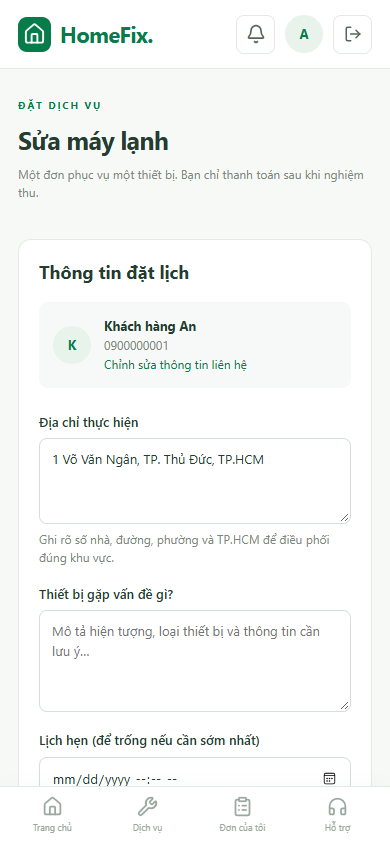 HomeFix.
A
ĐẶT DỊCH VỤ
Sửa máy lạnh
Một đơn phục vụ một thiết bị. Bạn chỉ thanh toán sau khi nghiệm
thu.
Thông tin đặt lịch
K
Khách hàng An
0900000001
Chỉnh sửa thông tin liên hệ
Địa chỉ thực hiện
1 Võ Văn Ngân, TP. Thủ Đức, TP.HCM
Ghi rõ số nhà, đường, phường và TP.HCM để điều phối
đúng khu vực.
Thiết bị gặp vấn đề gì?
Mô tả hiện tượng, loại thiết bị và thông tin cần
lưu ý...
Lịch hẹn (để trống nếu cần sớm nhất)
mm/dd/yyyy --:-- --
Trang chủ
Dịch vụ
Đơn của tôi
Hỗ trợ